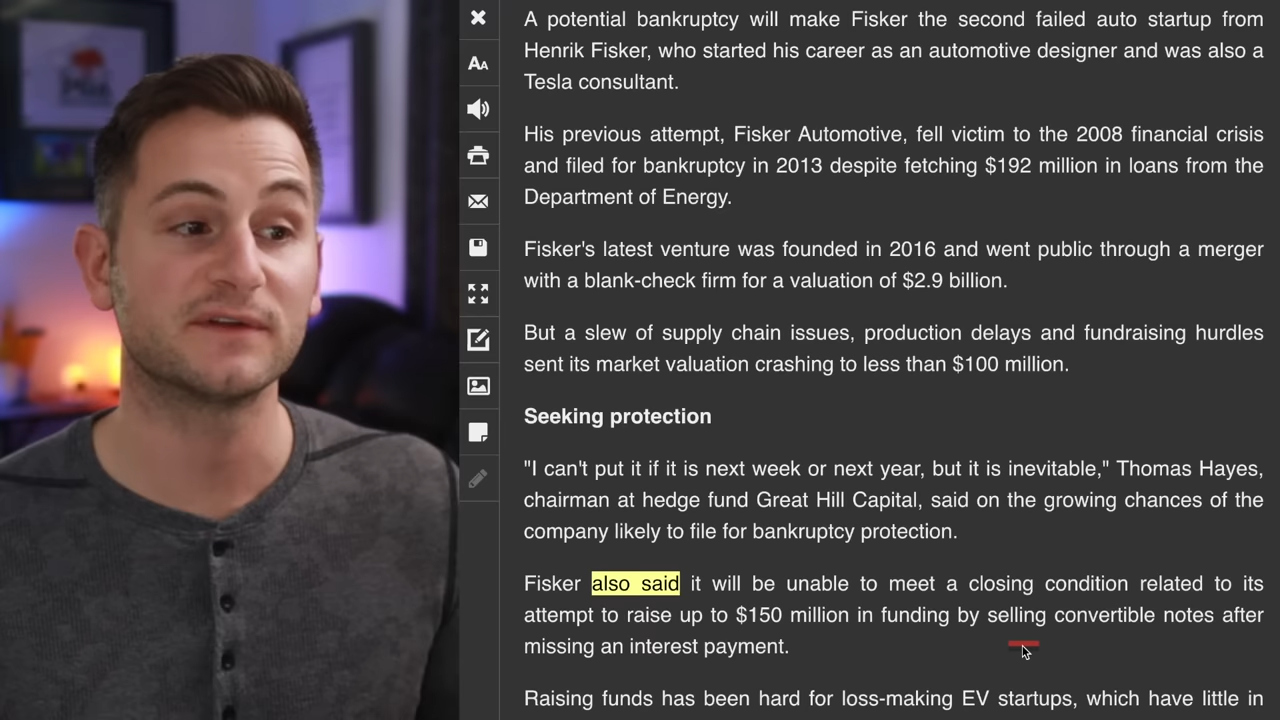 A potential bankruptcy will make Fisker the second failed auto startup from
Henrik Fisker, who started his career as an automotive designer and was also a
Tesla consultant.
His previous attempt, Fisker Automotive, fell victim to the 2008 financial crisis
and filed for bankruptcy in 2013 despite fetching $192 million in loans from the
Department of Energy.
Fisker's latest venture was founded in 2016 and went public through a merger
with a blank-check firm for a valuation of $2.9 billion.
But a slew of supply chain issues, production delays and fundraising hurdles
sent its market valuation crashing to less than $100 million.
Seeking protection
"I can't put it if it is next week or next year, but it is inevitable," Thomas Hayes,
chairman at hedge fund Great Hill Capital, said on the growing chances of the
company likely to file for bankruptcy protection.
Fisker also said it will be unable to meet a closing condition related to its
attempt to raise up to $150 million in funding by selling convertible notes after
missing an interest payment.
Raising funds has been hard for loss-making EV startups, which have little in